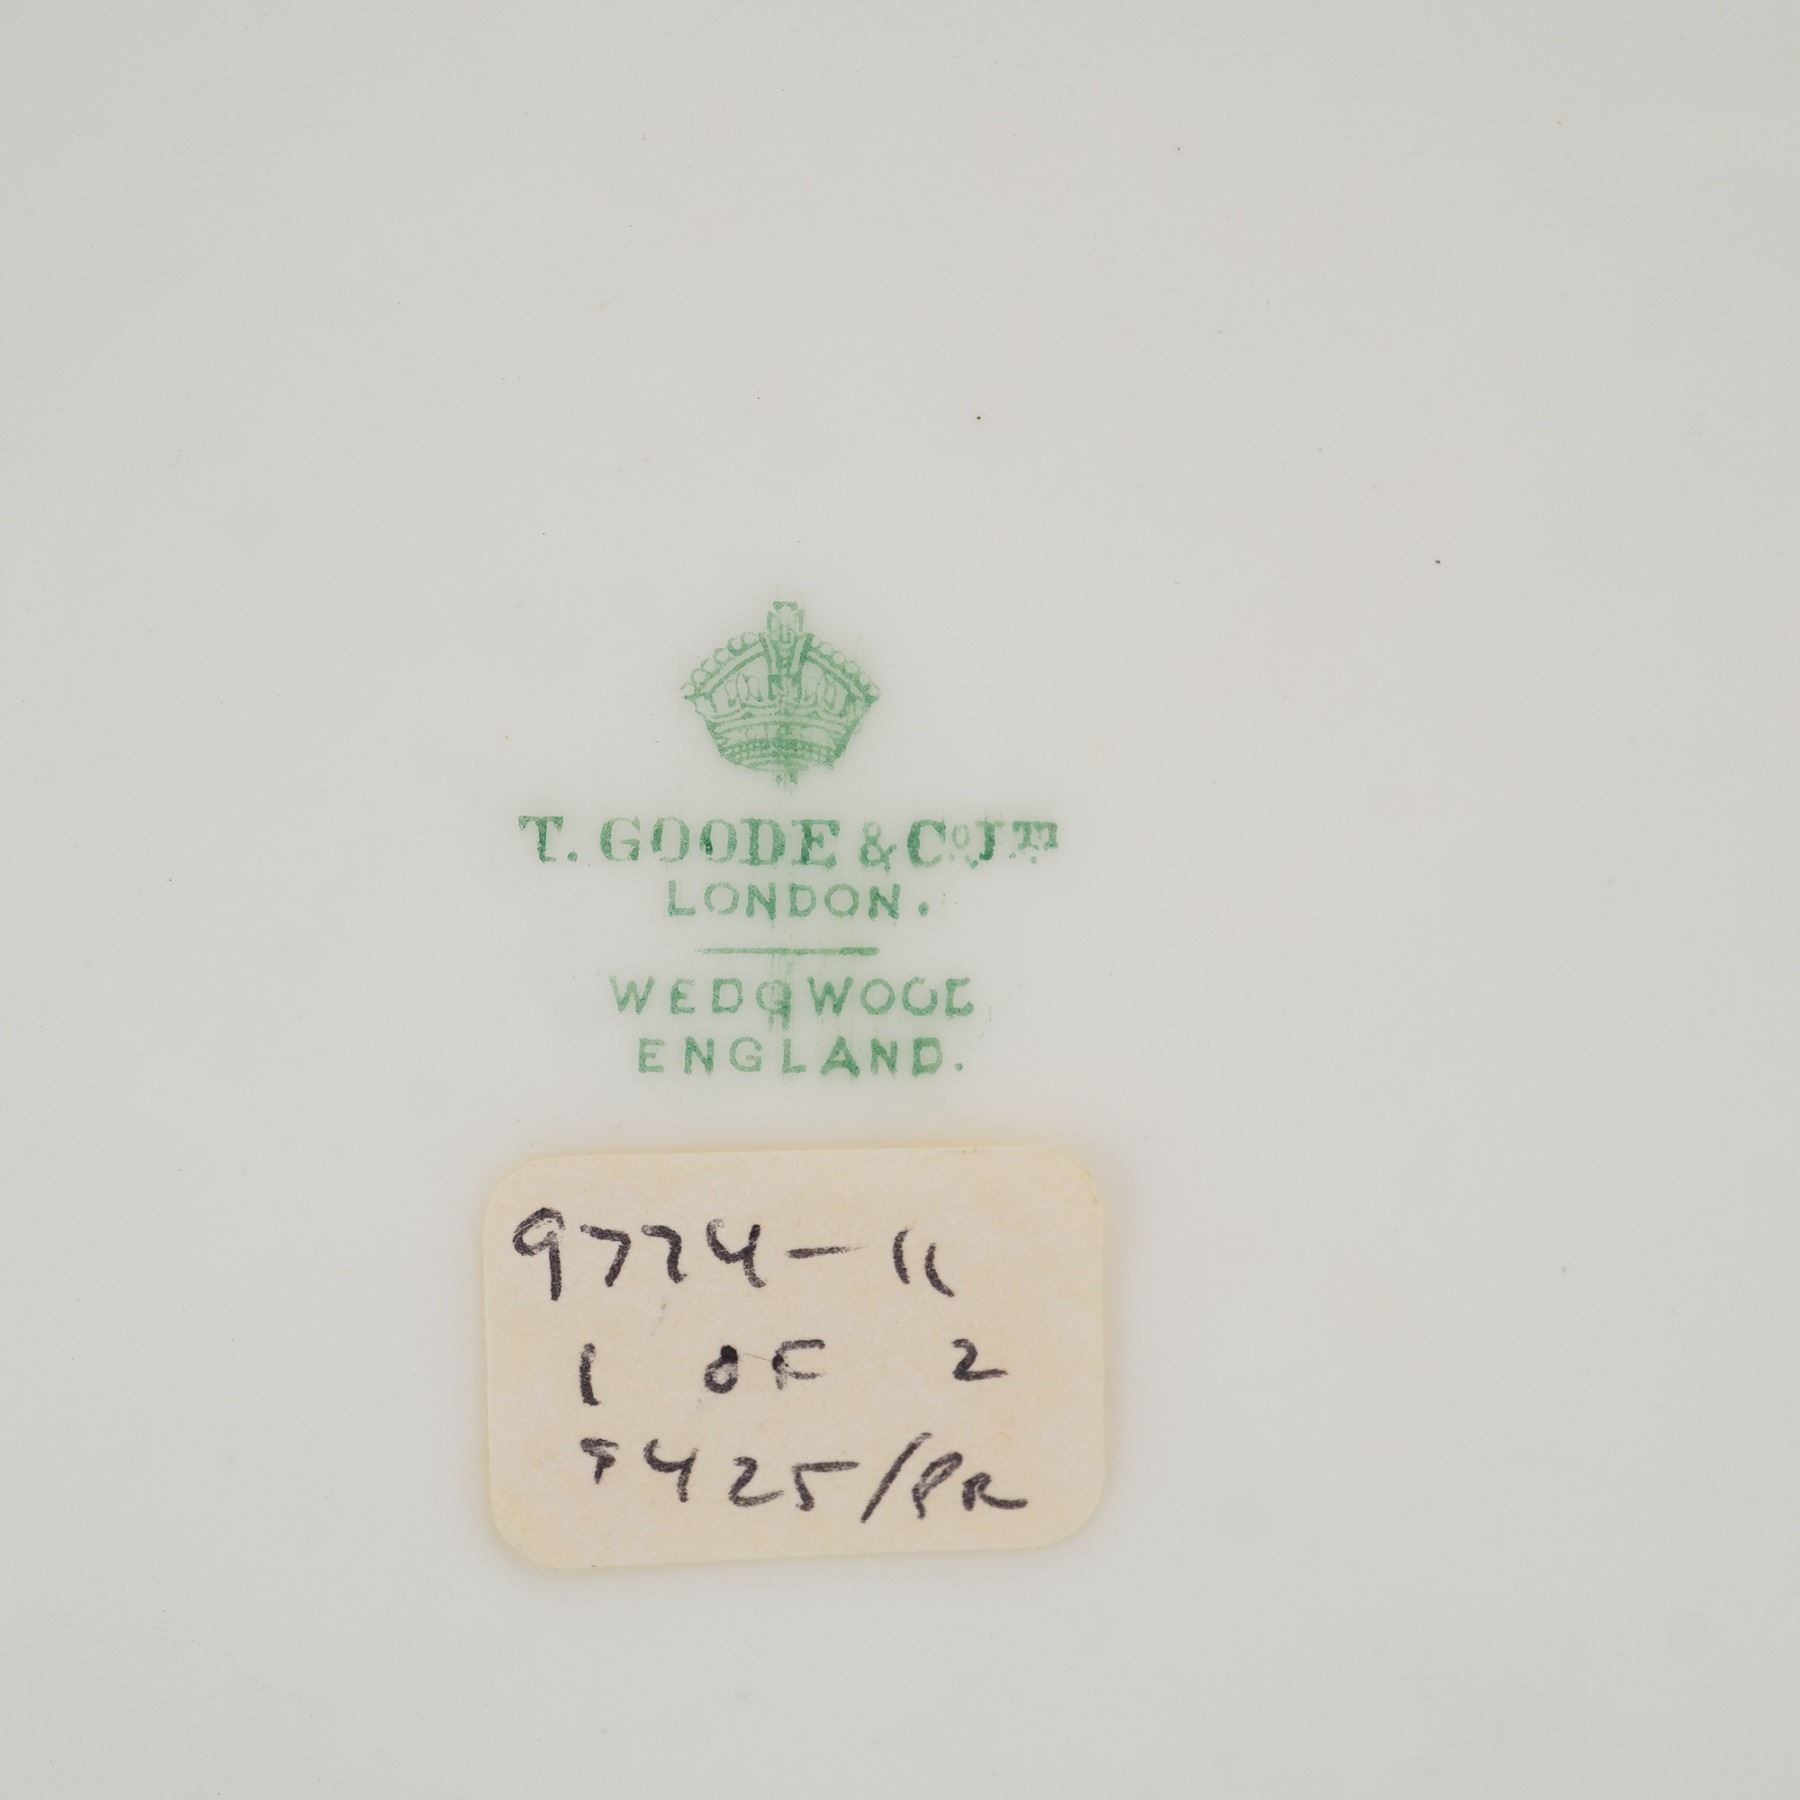 T. GOODE & Co. LTD
LONDON.
WEDGWOOD
ENGLAND.
9774-11
1 OF 2
$425/PR